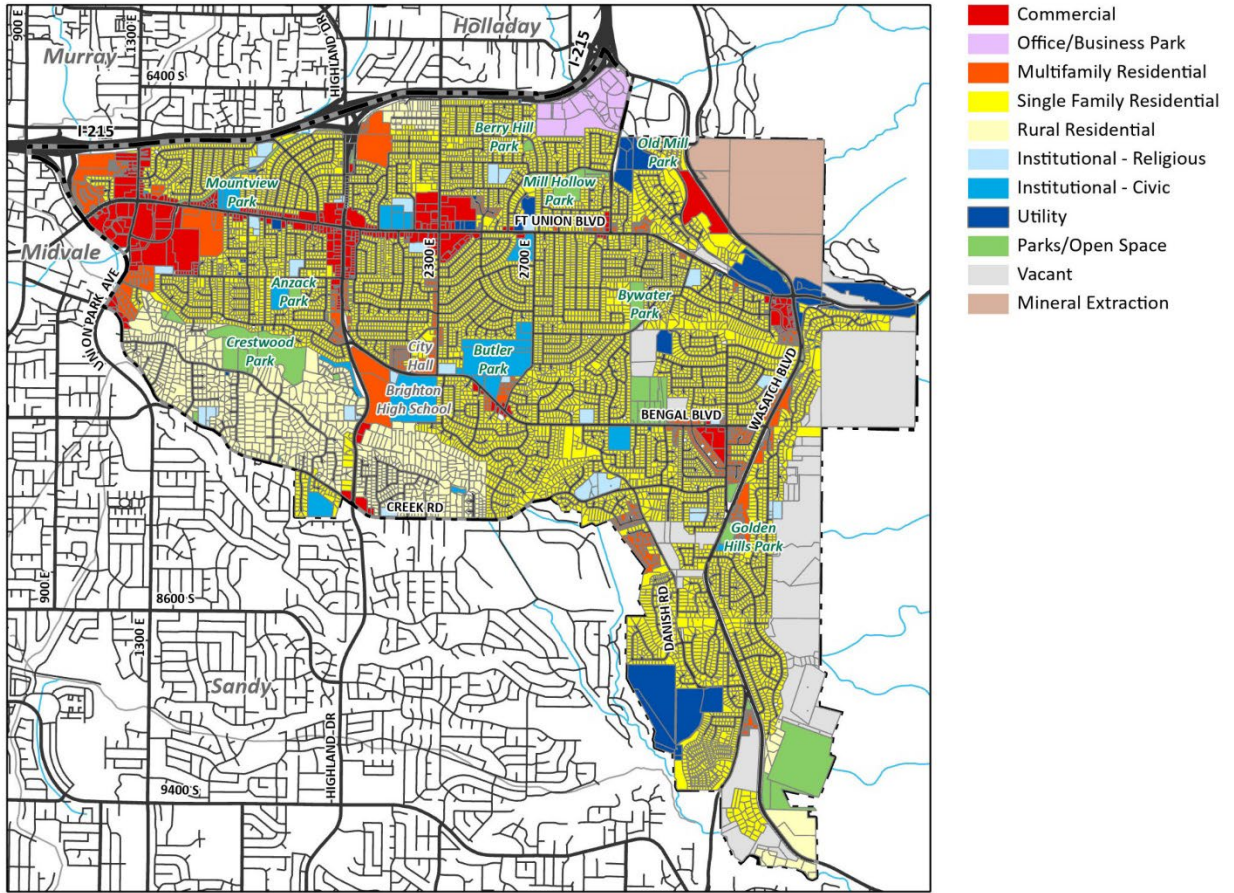 900 E
1300 E
HIGHLAND DR
Holladay
Murray
6400 S
I-215
I-215
Berry Hill
Park
Old Mill
Park
Mountview
Park
Mill Hollow
Park
FT UNION BLVD
Midvale
2300 E
2700 E
UNION PARK AVE
Anzack
Park
Bywater
Park
Crestwood
Park
City
Hall
Butler
Park
Brighton
High School
WASATCH BLVD
BENGAL BLVD
CREEK RD
Golden
Hills Park
900 E
8600 S
1300 E
DANISH RD
Sandy
HIGHLAND DR
9400 S
Commercial
Office/Business Park
Multifamily Residential
Single Family Residential
Rural Residential
Institutional - Religious
Institutional - Civic
Utility
Parks/Open Space
Vacant
Mineral Extraction